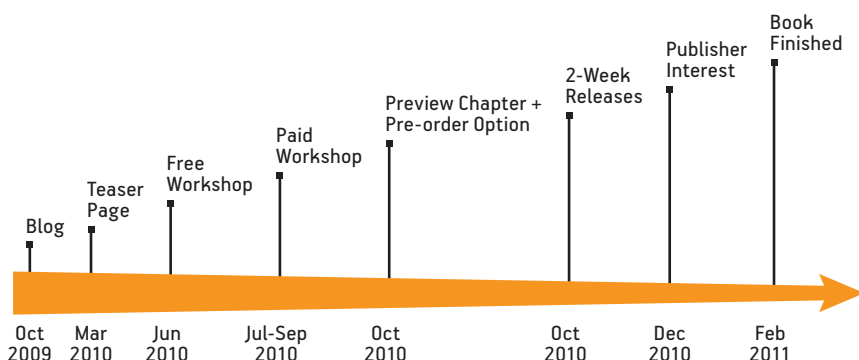 Blog
Teaser
Page
Free
Workshop
Paid
Workshop
Preview Chapter +
Pre-order Option
2-Week
Releases
Publisher
Interest
Book
Finished
Oct
2009
Mar
2010
Jun
2010
Jul-Sep
2010
Oct
2010
Oct
2010
Dec
2010
Feb
2011